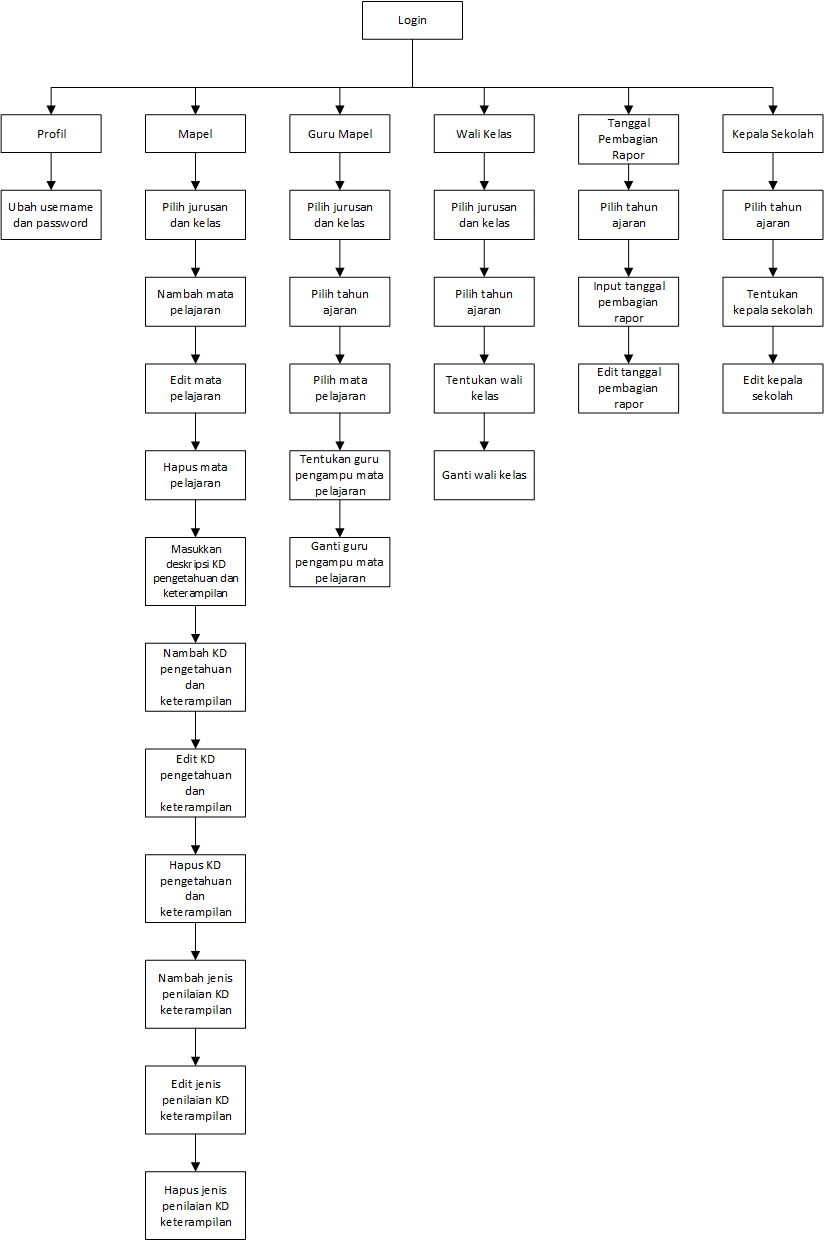 Login
Profil
Ubah username
dan password
Mapel
Pilih jurusan
dan kelas
Nambah mata
pelajaran
Edit mata
pelajaran
Hapus mata
pelajaran
Masukkan
deskripsi KD
pengetahuan dan
keterampilan
Nambah KD
pengetahuan
dan
keterampilan
Edit KD
pengetahuan
dan
keterampilan
Hapus KD
pengetahuan
dan
keterampilan
Nambah jenis
penilaian KD
keterampilan
Edit jenis
penilaian KD
keterampilan
Hapus jenis
penilaian KD
keterampilan
Guru Mapel
Pilih jurusan
dan kelas
Pilih tahun
ajaran
Pilih mata
pelajaran
Tentukan guru
pengampu mata
pelajaran
Ganti guru
pengampu mata
pelajaran
Wali Kelas
Pilih jurusan
dan kelas
Pilih tahun
ajaran
Tentukan wali
kelas
Ganti wali kelas
Tanggal
Pembagian
Rapor
Pilih tahun
ajaran
Input tanggal
pembagian
rapor
Edit tanggal
pembagian
rapor
Kepala Sekolah
Pilih tahun
ajaran
Tentukan
kepala sekolah
Edit kepala
sekolah